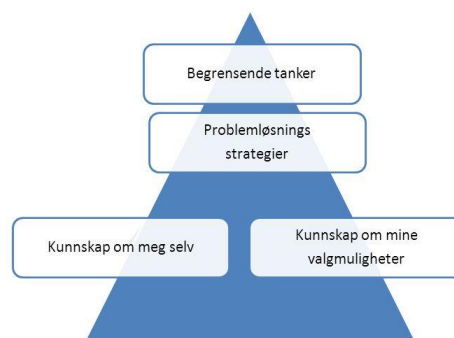 Begrensende tanker
Problemløsnings
strategier
Kunnskap om meg selv
Kunnskap om mine
valgmuligheter